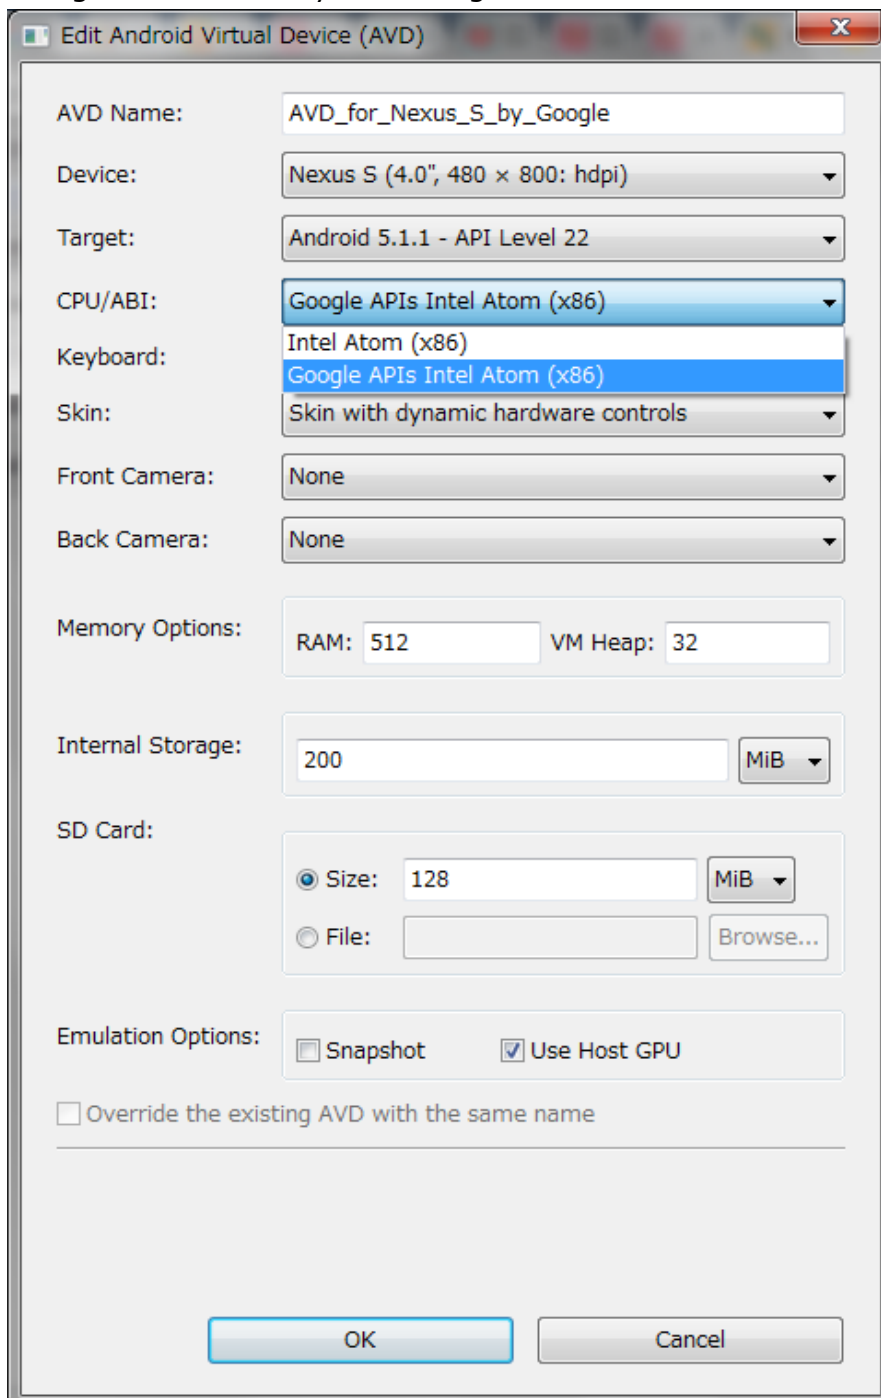 Edit Android Virtual Device (AVD)
AVD Name: AVD_for_Nexus_S_by_Google
Device: Nexus S (4.0", 480 × 800: hdpi)
Target: Android 5.1.1 - API Level 22
CPU/ABI: Google APIs Intel Atom (x86)
Intel Atom (x86)
Keyboard:
Google APIs Intel Atom (x86)
Skin: Skin with dynamic hardware controls
Front Camera: None
Back Camera: None
Memory Options: RAM: 512 VM Heap: 32
Internal Storage: 200 MiB
SD Card:
Size: 128 MiB
File: Browse...
Emulation Options: Snapshot Use Host GPU
Override the existing AVD with the same name
OK Cancel